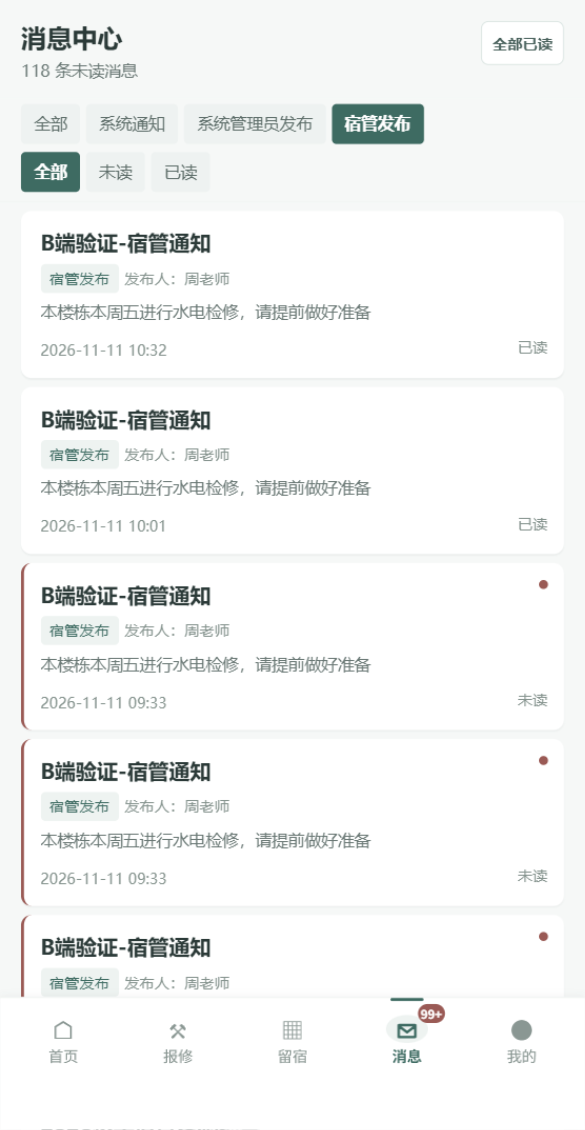 消息中心
全部已读
118 条未读消息
全部 系统通知 系统管理员发布 宿管发布
全部 未读 已读
B端验证-宿管通知
宿管发布 发布人：周老师
本楼栋本周五进行水电检修，请提前做好准备
2026-11-11 10:32 已读
B端验证-宿管通知
宿管发布 发布人：周老师
本楼栋本周五进行水电检修，请提前做好准备
2026-11-11 10:01 已读
B端验证-宿管通知
宿管发布 发布人：周老师
本楼栋本周五进行水电检修，请提前做好准备
2026-11-11 09:33 未读
B端验证-宿管通知
宿管发布 发布人：周老师
本楼栋本周五进行水电检修，请提前做好准备
2026-11-11 09:33 未读
B端验证-宿管通知
宿管发布 发布人：周老师
99+
首页 报修 留宿 消息 我的